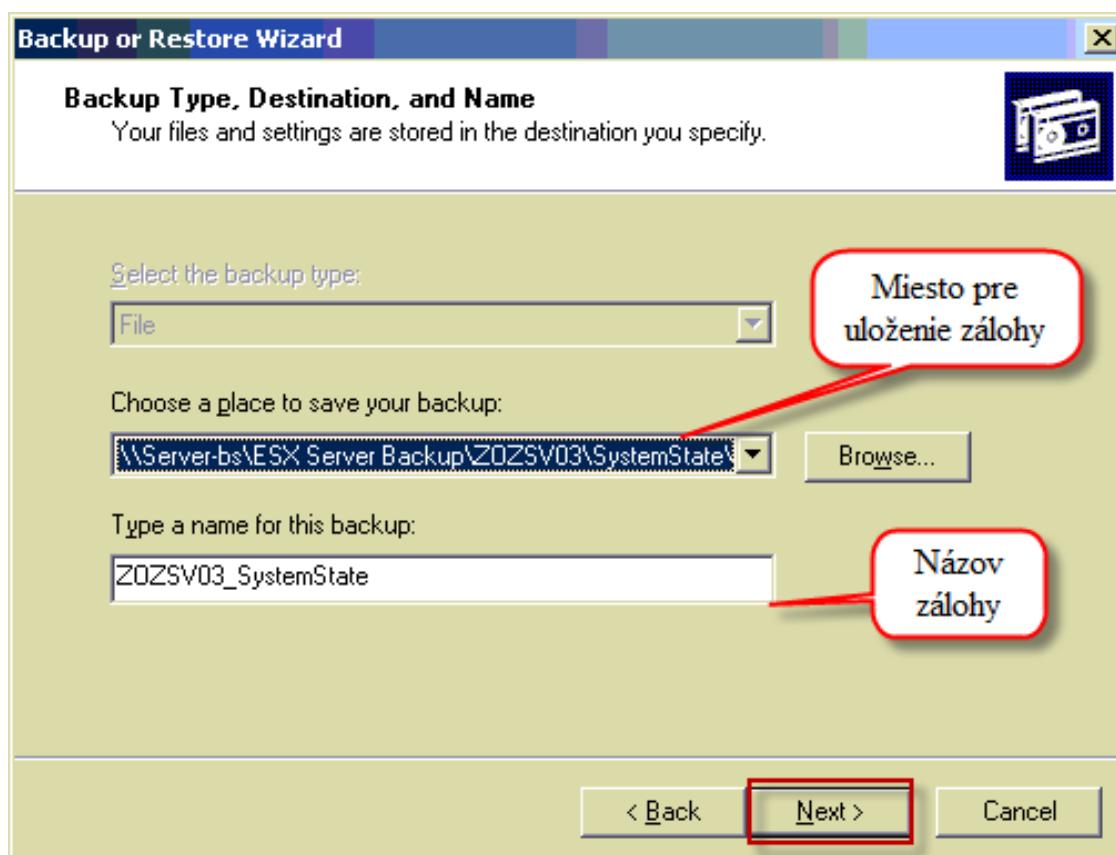 Backup or Restore Wizard
Backup Type, Destination, and Name
Your files and settings are stored in the destination you specify.
Select the backup type:
File
Miesto pre
uloženie zálohy
Choose a place to save your backup:
\\Server-bs\ESX Server Backup\ZOZSV03\SystemState\
Browse...
Type a name for this backup:
ZOZSV03_SystemState
Názov
zálohy
< Back
Next >
Cancel